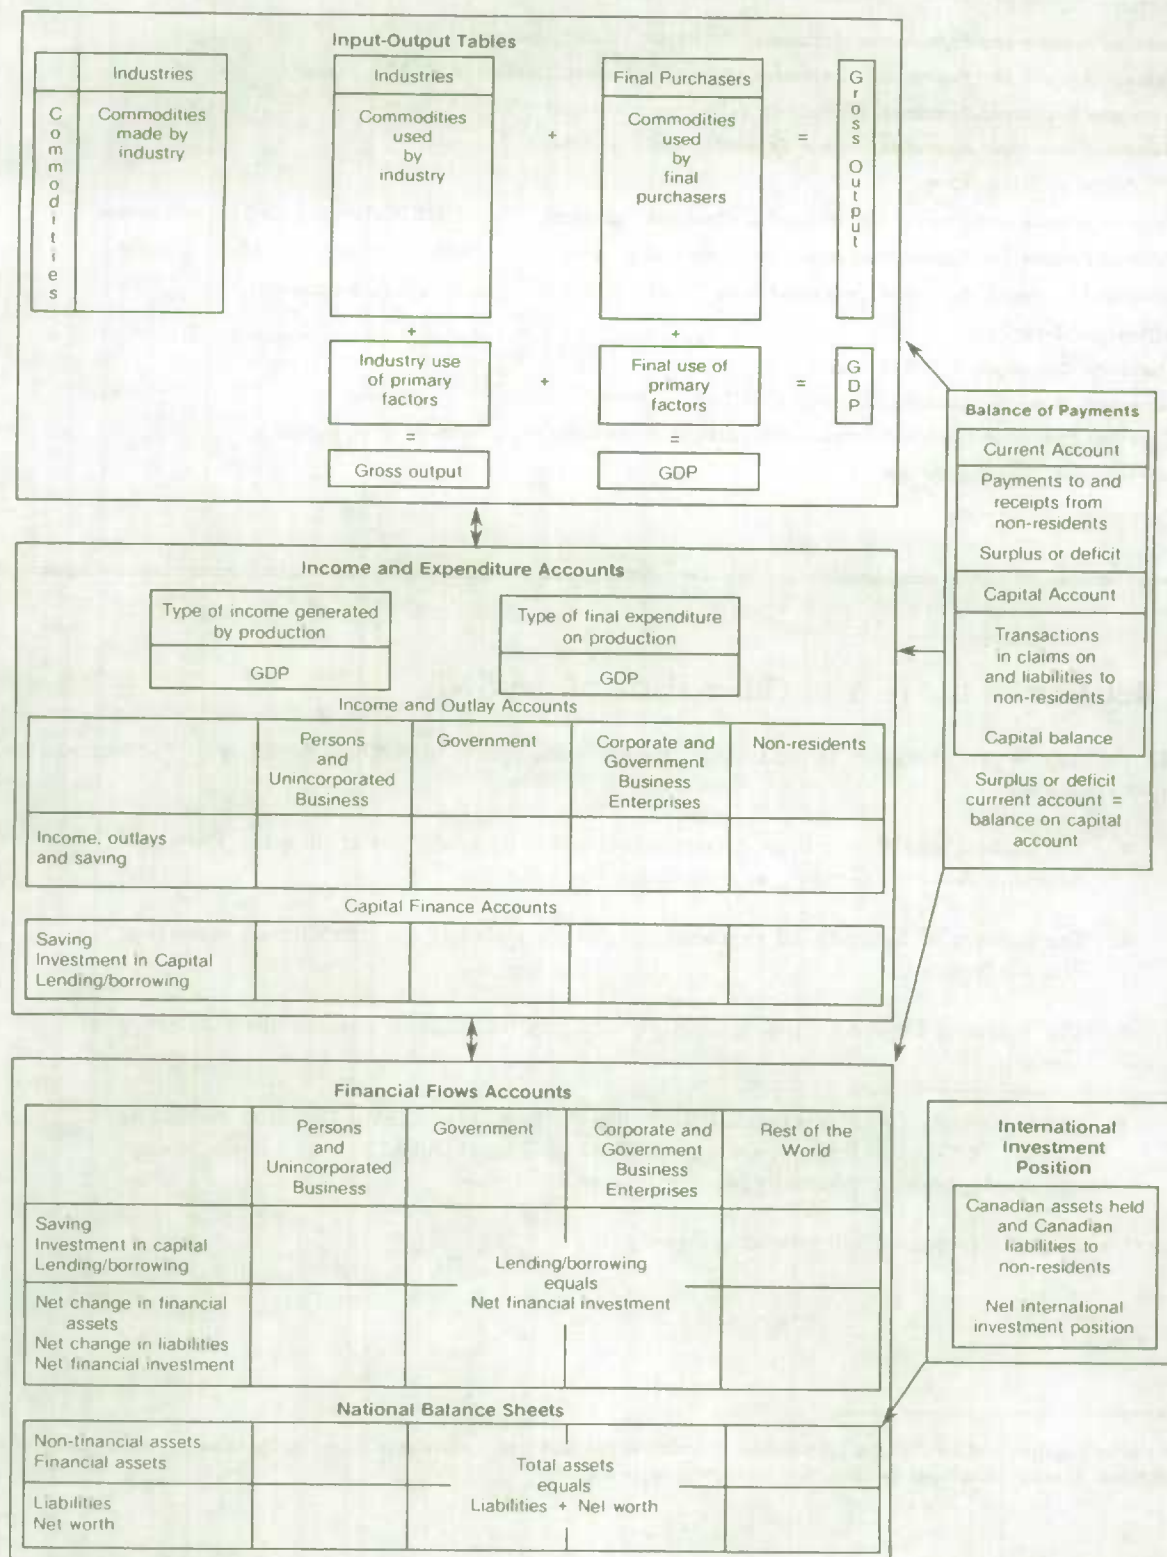 Input-Output Tables
Industries
Commodities
Commodities
made by
industry
Industries
Commodities
used
by
industry
+
Final Purchasers
Commodities
used
by
final
purchasers
=
Gross Output
+
+
Industry use
of primary
factors
+
Final use of
primary
factors
=
GDP
=
=
Gross output
GDP
Balance of Payments
Current Account
Payments to and
receipts from
non-residents
Surplus or deficit
Capital Account
Transactions
in claims on
and liabilities to
non-residents
Capital balance
Surplus or deficit
currrent account =
balance on capital
account
Income and Expenditure Accounts
Type of income generated
by production
GDP
Type of final expenditure
on production
GDP
Income and Outlay Accounts
Persons
and
Unincorporated
Business
Government
Corporate and
Government
Business
Enterprises
Non-residents
Income, outlays
and saving
Capital Finance Accounts
Saving
Investment in Capital
Lending/borrowing
Financial Flows Accounts
Persons
and
Unincorporated
Business
Government
Corporate and
Government
Business
Enterprises
Rest of the
World
Saving
Investment in capital
Lending/borrowing
Lending/borrowing
equals
Net financial investment
Net change in financial
assets
Net change in liabilities
Net financial investment
International
Investment
Position
Canadian assets held
and Canadian
liabilities to
non-residents
Net international
investment position
National Balance Sheets
Non-financial assets
Financial assets
Total assets
equals
Liabilities + Net worth
Liabilities
Net worth